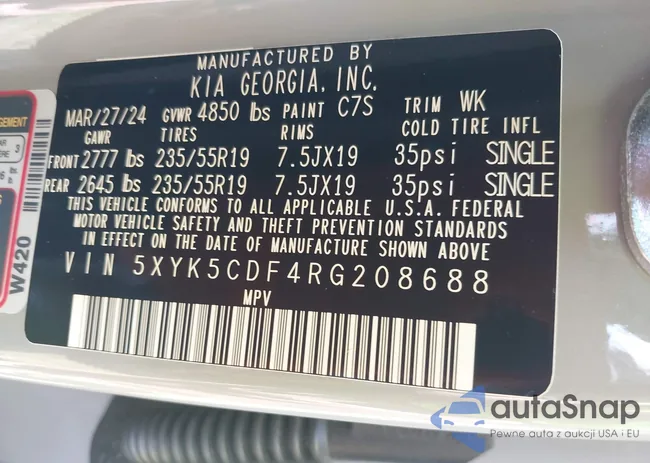 MANUFACTURED BY
KIA GEORGIA, INC.
MAR/27/24 GVWR 4850 lbs PAINT C7S TRIM WK
GAWR TIRES RIMS COLD TIRE INFL
FRONT 2777 lbs 235/55R19 7.5JX19 35psi SINGLE
REAR 2645 lbs 235/55R19 7.5JX19 35psi SINGLE
THIS VEHICLE CONFORMS TO ALL APPLICABLE U.S.A. FEDERAL
MOTOR VEHICLE SAFETY AND THEFT PREVENTION STANDARDS
IN EFFECT ON THE DATE OF MANUFACTURE SHOWN ABOVE
VIN 5XYK5CDF4RG208688
MPV
W420
3
autaSnap
Pewne auta z aukcji USA i EU